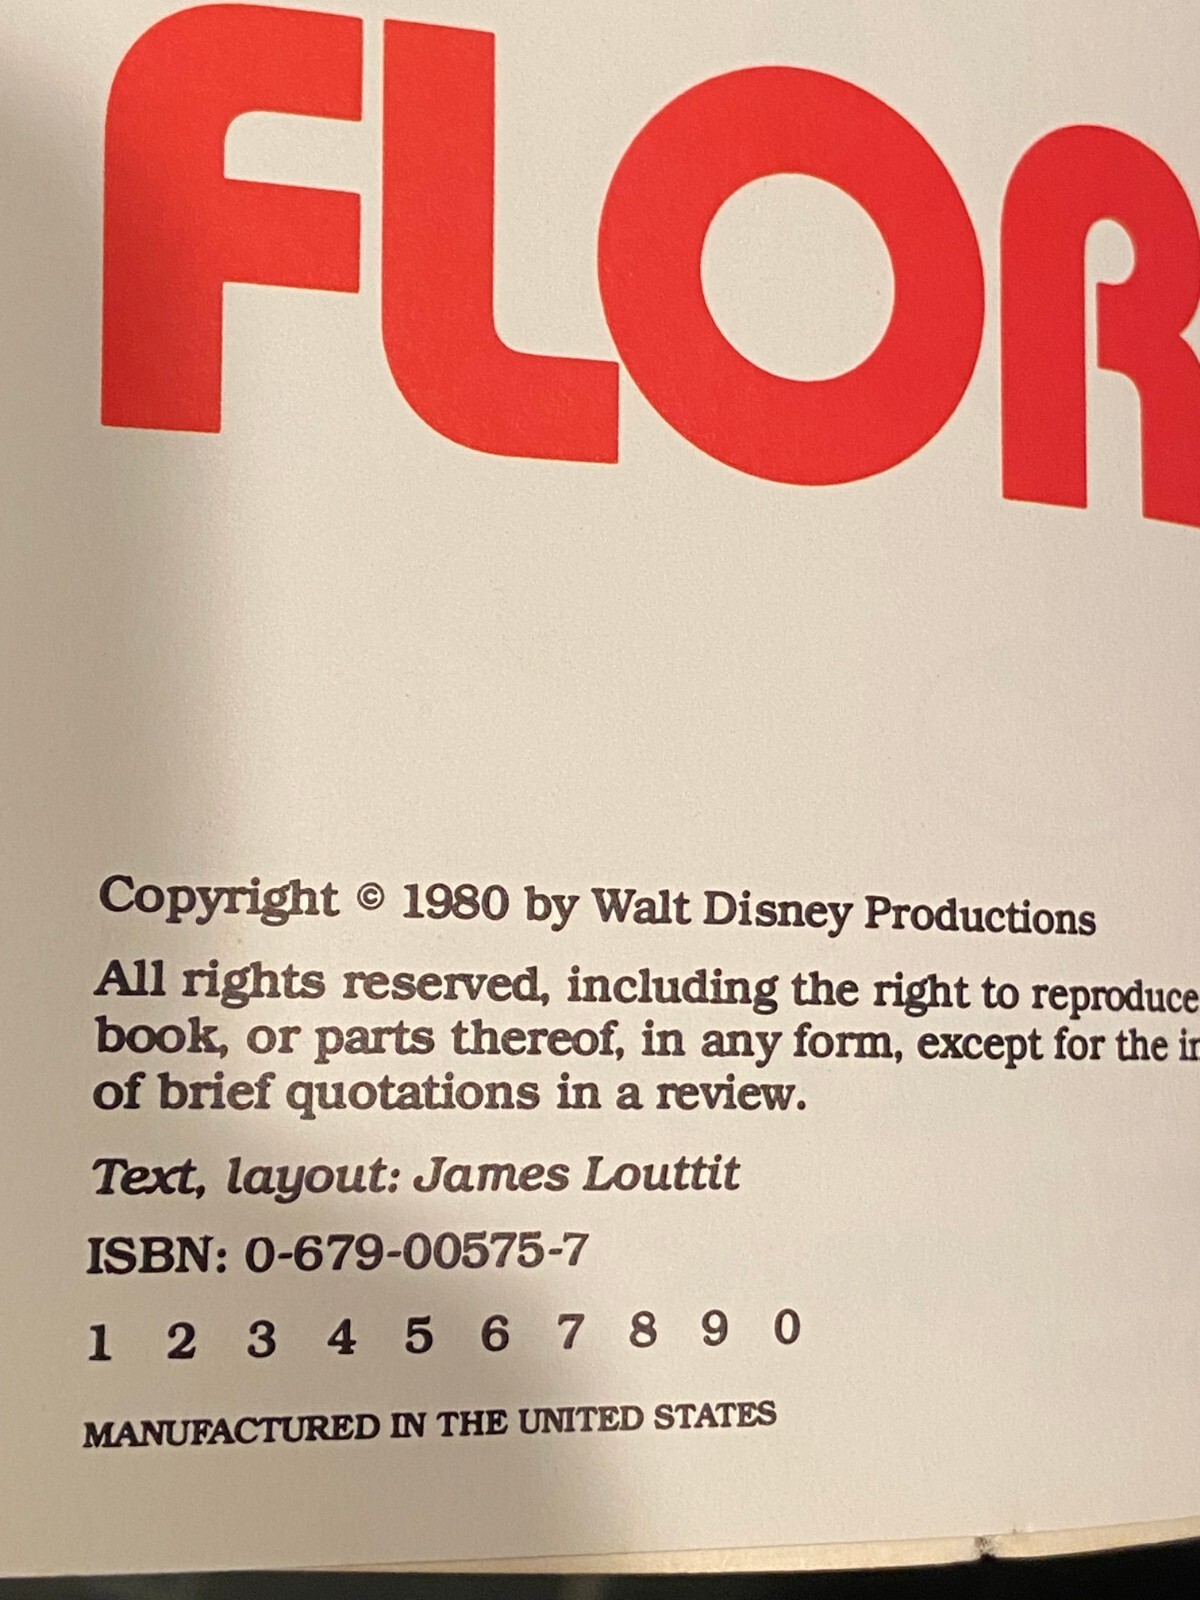 FLOR
Copyright © 1980 by Walt Disney Productions
All rights reserved, including the right to reproduce
book, or parts thereof, in any form, except for the in
of brief quotations in a review.
Text, layout: James Louttit
ISBN: 0-679-00575-7
1 2 3 4 5 6 7 8 9 0
MANUFACTURED IN THE UNITED STATES